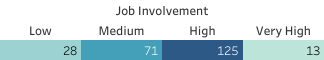 Job Involvement
Low Medium High Very High
28 71 125 13